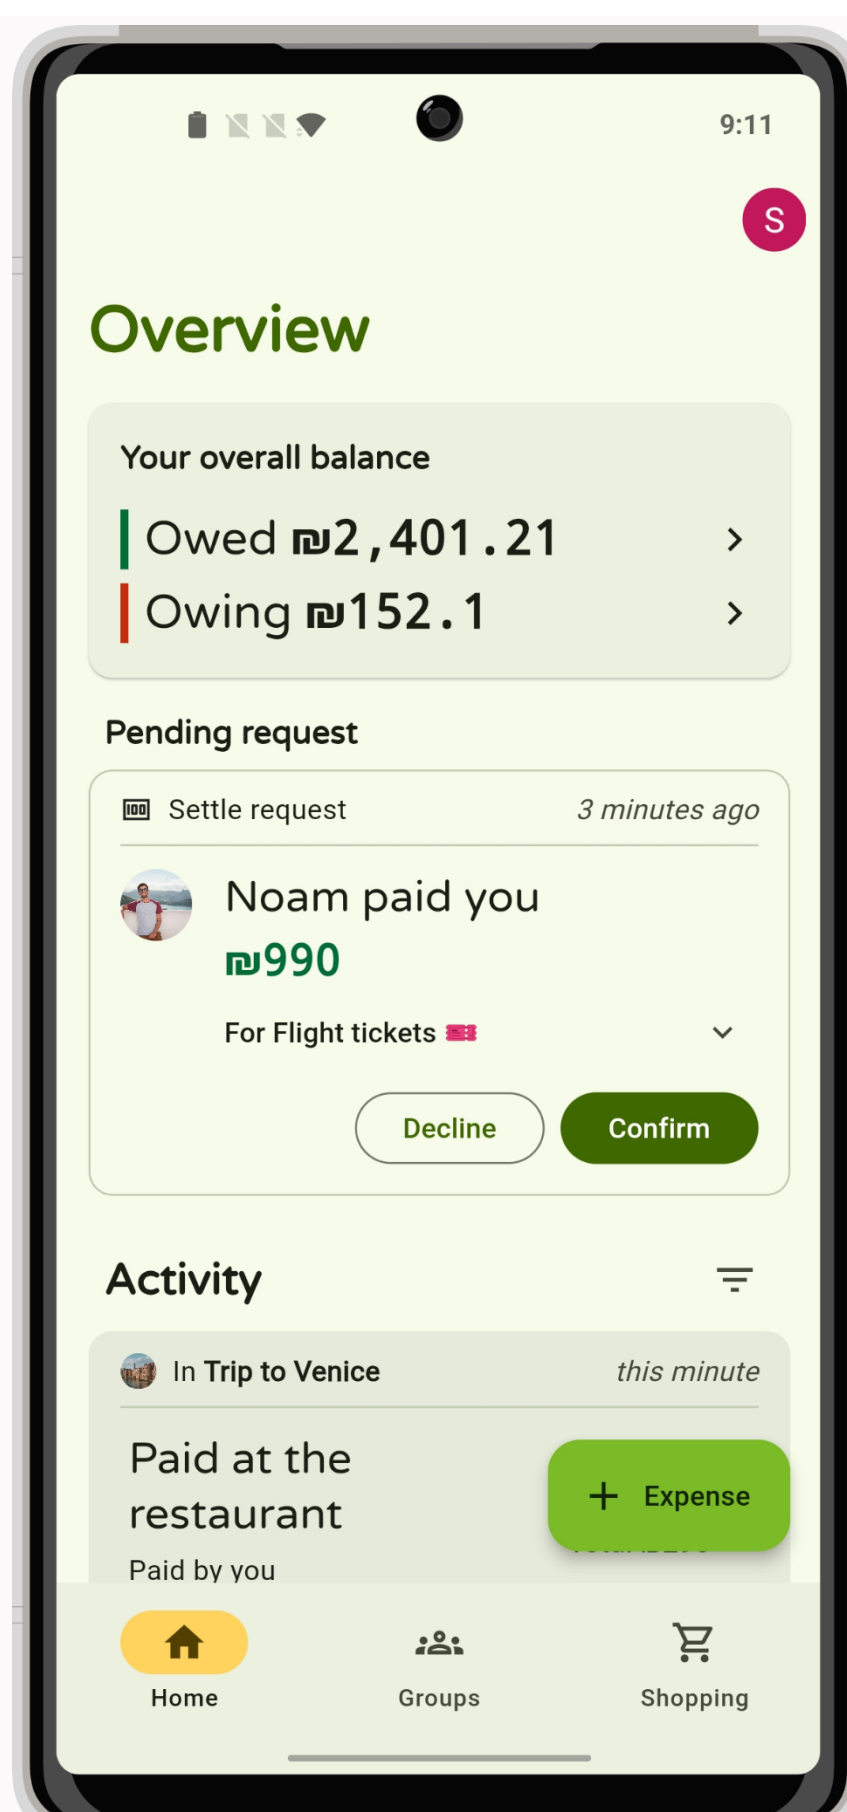 9:11
S
Overview
Your overall balance
Owed ₪2,401.21
Owing ₪152.1
Pending request
Settle request 3 minutes ago
Noam paid you
₪990
For Flight tickets 🎟️
Decline Confirm
Activity
In Trip to Venice this minute
Paid at the
restaurant
+ Expense
Paid by you
Home Groups Shopping